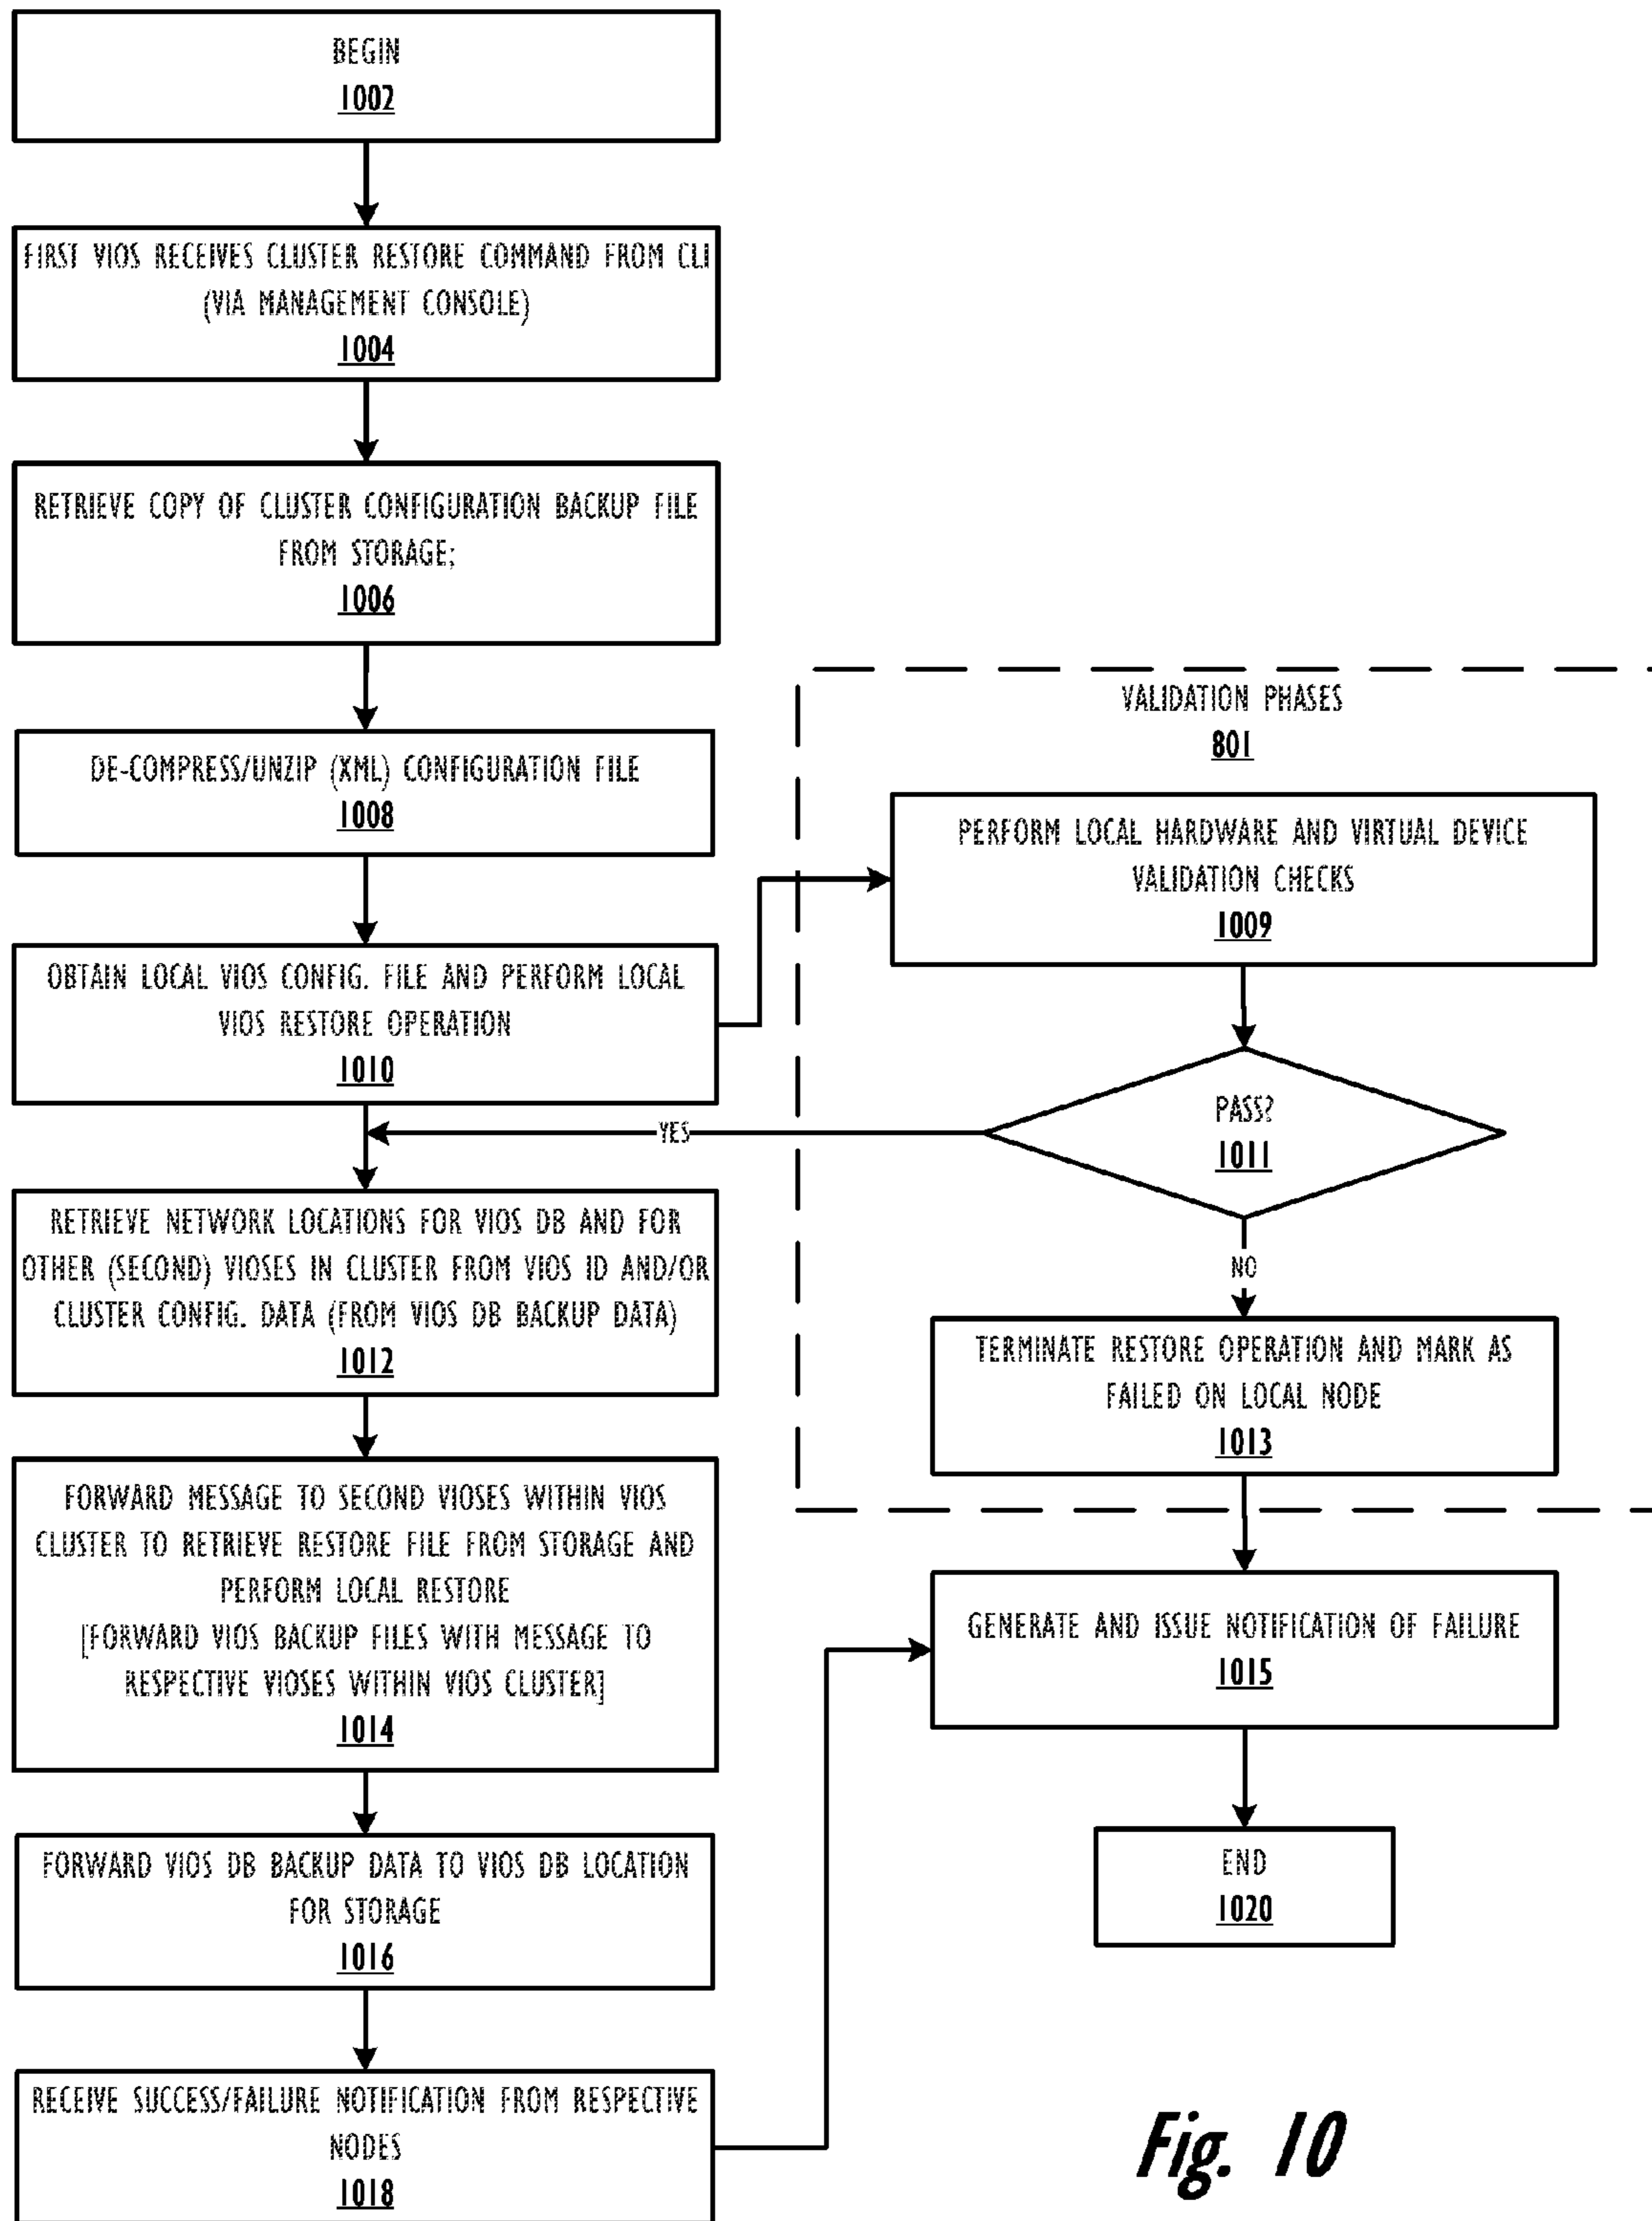 BEGIN
1002
FIRST VIOS RECEIVES CLUSTER RESTORE COMMAND FROM CLI
(VIA MANAGEMENT CONSOLE)
1004
RETRIEVE COPY OF CLUSTER CONFIGURATION BACKUP FILE
FROM STORAGE;
1006
DE-COMPRESS/UNZIP (XML) CONFIGURATION FILE
1008
OBTAIN LOCAL VIOS CONFIG. FILE AND PERFORM LOCAL
VIOS RESTORE OPERATION
1010
VALIDATION PHASES
801
PERFORM LOCAL HARDWARE AND VIRTUAL DEVICE
VALIDATION CHECKS
1009
PASS?
1011
YES
NO
RETRIEVE NETWORK LOCATIONS FOR VIOS DB AND FOR
OTHER (SECOND) VIOSES IN CLUSTER FROM VIOS ID AND/OR
CLUSTER CONFIG. DATA (FROM VIOS DB BACKUP DATA)
1012
TERMINATE RESTORE OPERATION AND MARK AS
FAILED ON LOCAL NODE
1013
FORWARD MESSAGE TO SECOND VIOSES WITHIN VIOS
CLUSTER TO RETRIEVE RESTORE FILE FROM STORAGE AND
PERFORM LOCAL RESTORE
[FORWARD VIOS BACKUP FILES WITH MESSAGE TO
RESPECTIVE VIOSES WITHIN VIOS CLUSTER]
1014
GENERATE AND ISSUE NOTIFICATION OF FAILURE
1015
FORWARD VIOS DB BACKUP DATA TO VIOS DB LOCATION
FOR STORAGE
1016
END
1020
RECEIVE SUCCESS/FAILURE NOTIFICATION FROM RESPECTIVE
NODES
1018
Fig. 10